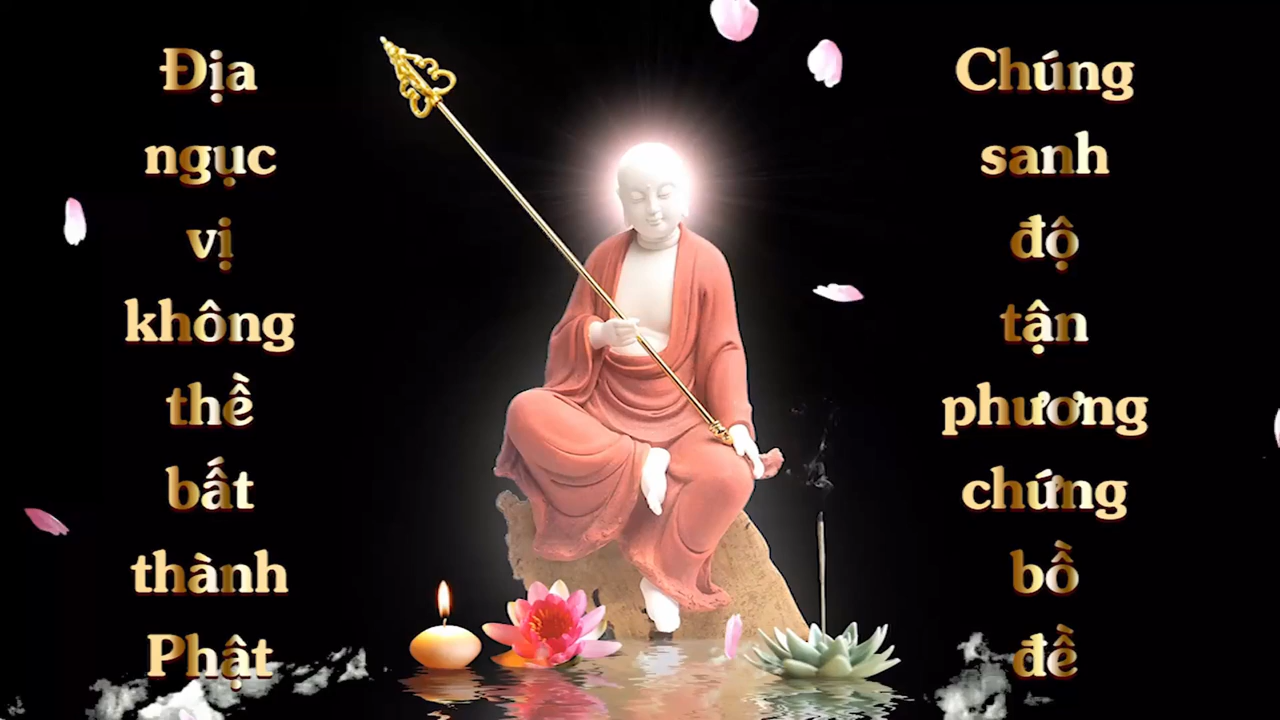 Địa
ngục
vị
không
thề
bất
thành
Phật
Chúng
sanh
độ
tận
phương
chứng
bồ
đề